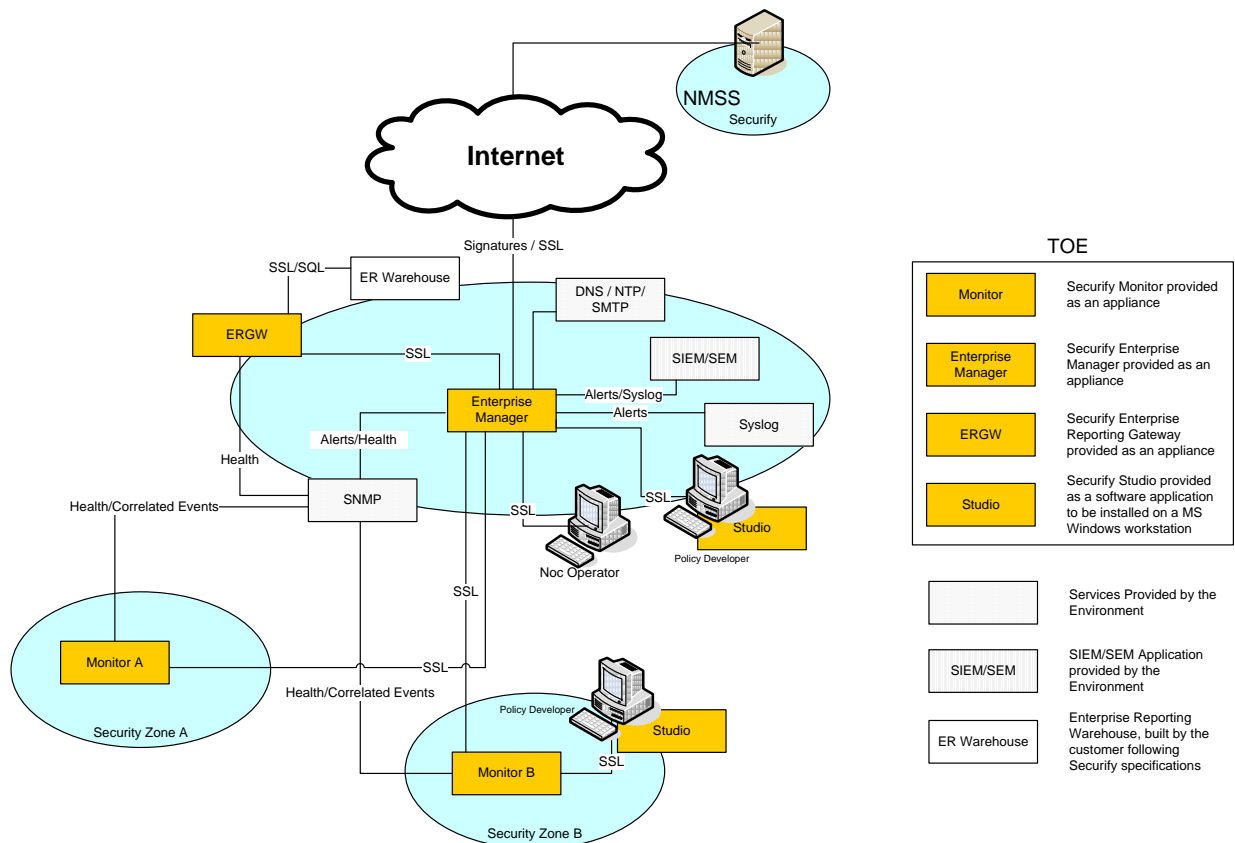 NMSS
Securify
Internet
Signatures / SSL
SSL/SQL
ER Warehouse
DNS / NTP/
SMTP
ERGW
SSL
SIEM/SEM
Enterprise
Manager
Alerts/Syslog
Alerts
Syslog
Alerts/Health
Health
SNMP
Health/Correlated Events
SSL
SSL
Studio
Policy Developer
Noc Operator
SSL
Monitor A
SSL
Security Zone A
Health/Correlated Events
Policy Developer
Studio
SSL
Monitor B
Security Zone B
TOE
Monitor
Securify Monitor provided
as an appliance
Enterprise
Manager
Securify Enterprise
Manager provided as an
appliance
ERGW
Securify Enterprise
Reporting Gateway
provided as an appliance
Studio
Securify Studio provided
as a software application
to be installed on a MS
Windows workstation
Services Provided by the
Environment
SIEM/SEM
SIEM/SEM Application
provided by the
Environment
ER Warehouse
Enterprise Reporting
Warehouse, built by the
customer following
Securify specifications